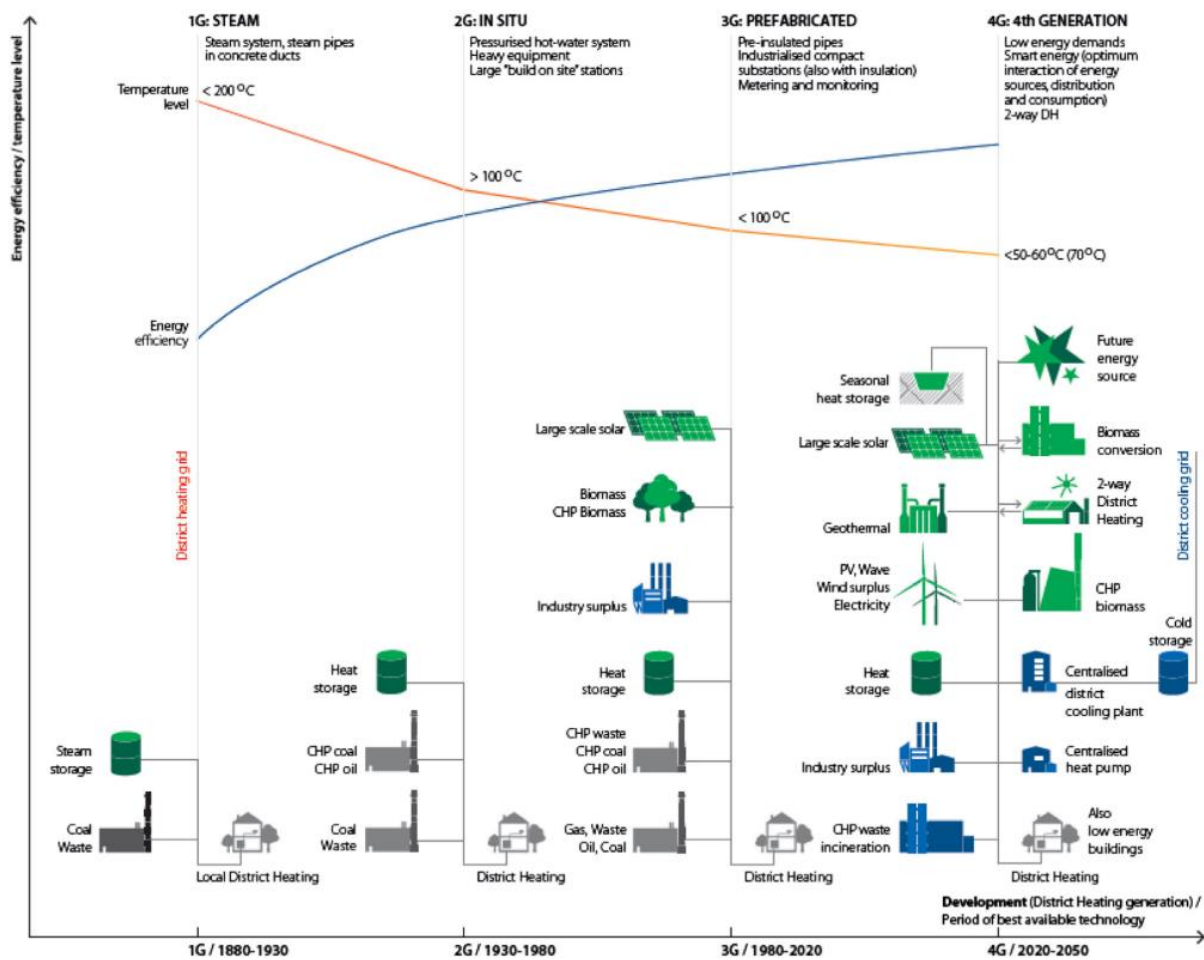 1G: STEAM
Steam system, steam pipes
in concrete ducts
2G: IN SITU
Pressurised hot-water system
Heavy equipment
Large "build on site" stations
3G: PREFABRICATED
Pre-insulated pipes
Industrialised compact
substations (also with insulation)
Metering and monitoring
4G: 4th GENERATION
Low energy demands
Smart energy (optimum
interaction of energy
sources, distribution
and consumption)
2-way DH
Energy efficiency / temperature level
Temperature
level
< 200 °C
> 100 °C
< 100 °C
<50-60°C (70°C)
Energy
efficiency
District heating grid
Large scale solar
Biomass
CHP Biomass
Industry surplus
Seasonal
heat storage
Large scale solar
Geothermal
PV, Wave
Wind surplus
Electricity
Future
energy
source
Biomass
conversion
2-way
District
Heating
CHP
biomass
District cooling grid
Cold
storage
Heat
storage
Heat
storage
Heat
storage
Centralised
district
cooling plant
Steam
storage
CHP coal
CHP oil
CHP waste
CHP coal
CHP oil
Industry surplus
Centralised
heat pump
Coal
Waste
Coal
Waste
Gas, Waste
Oil, Coal
CHP waste
incineration
Also
low energy
buildings
Local District Heating
District Heating
District Heating
District Heating
Development (District Heating generation) /
Period of best available technology
1G / 1880-1930
2G / 1930-1980
3G / 1980-2020
4G / 2020-2050